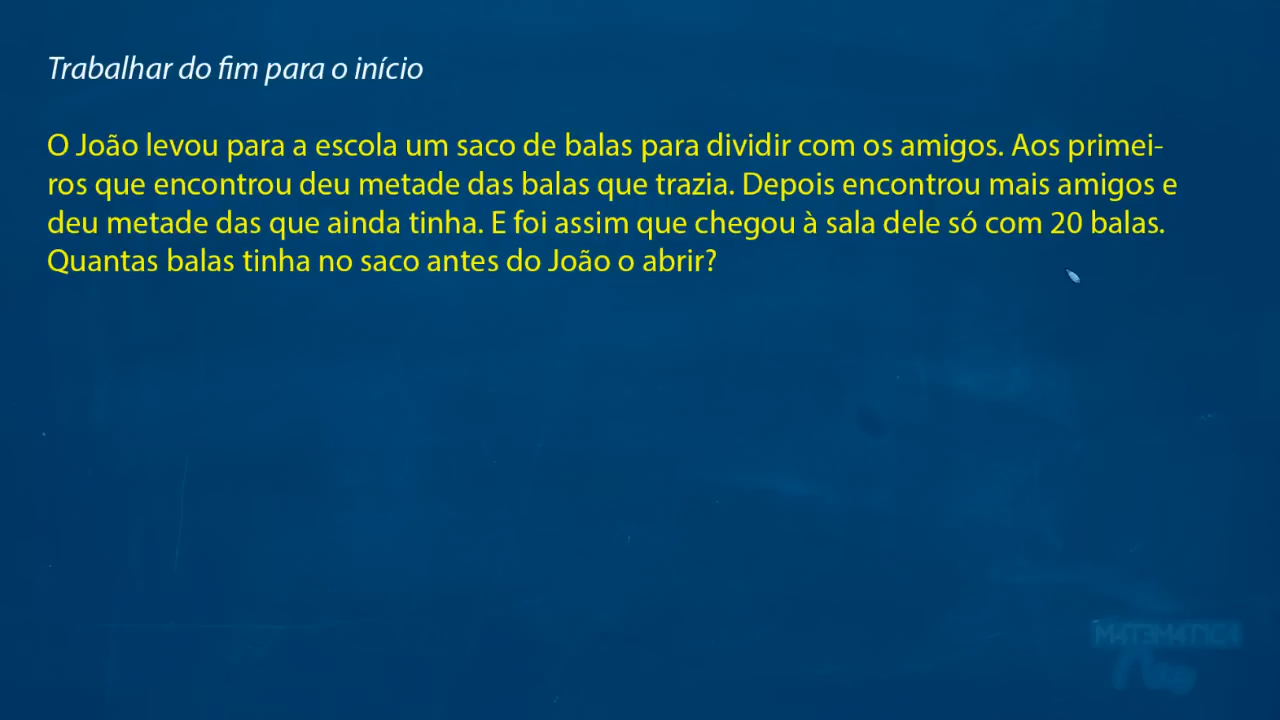 Trabalhar do fim para o início
O João levou para a escola um saco de balas para dividir com os amigos. Aos primei-
ros que encontrou deu metade das balas que trazia. Depois encontrou mais amigos e
deu metade das que ainda tinha. E foi assim que chegou à sala dele só com 20 balas.
Quantas balas tinha no saco antes do João o abrir?